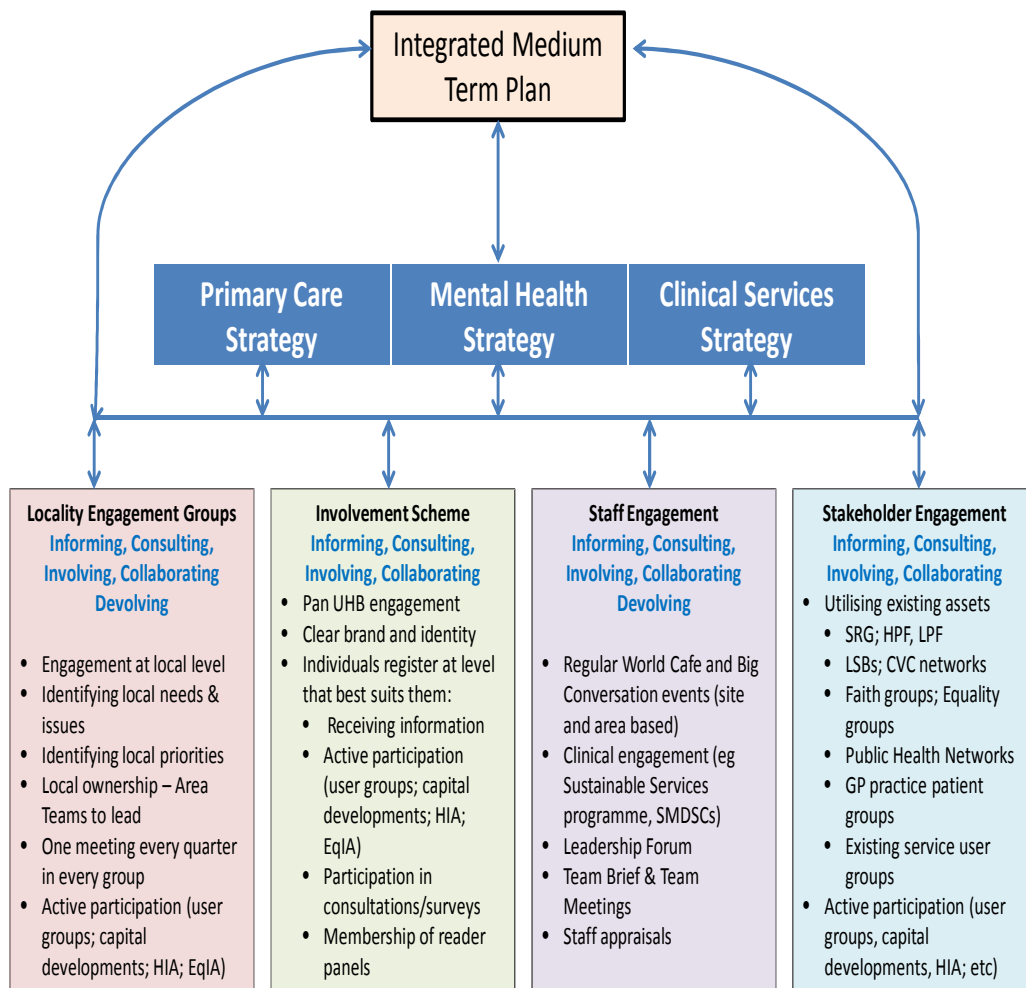 Integrated Medium
Term Plan
Primary Care
Strategy
Mental Health
Strategy
Clinical Services
Strategy
Locality Engagement Groups
Informing, Consulting,
Involving, Collaborating
Devolving
• Engagement at local level
• Identifying local needs &
issues
• Identifying local priorities
• Local ownership – Area
Teams to lead
• One meeting every quarter
in every group
• Active participation (user
groups; capital
developments; HIA; EqIA)
Involvement Scheme
Informing, Consulting,
Involving, Collaborating
• Pan UHB engagement
• Clear brand and identity
• Individuals register at level
that best suits them:
• Receiving information
• Active participation
(user groups; capital
developments; HIA;
EqIA)
• Participation in
consultations/surveys
• Membership of reader
panels
Staff Engagement
Informing, Consulting,
Involving, Collaborating
Devolving
• Regular World Cafe and Big
Conversation events (site
and area based)
• Clinical engagement (eg
Sustainable Services
programme, SMDSCs)
• Leadership Forum
• Team Brief & Team
Meetings
• Staff appraisals
Stakeholder Engagement
Informing, Consulting,
Involving, Collaborating
• Utilising existing assets
• SRG; HPF, LPF
• LSBs; CVC networks
• Faith groups; Equality
groups
• Public Health Networks
• GP practice patient
groups
• Existing service user
groups
• Active participation (user
groups, capital
developments, HIA; etc)